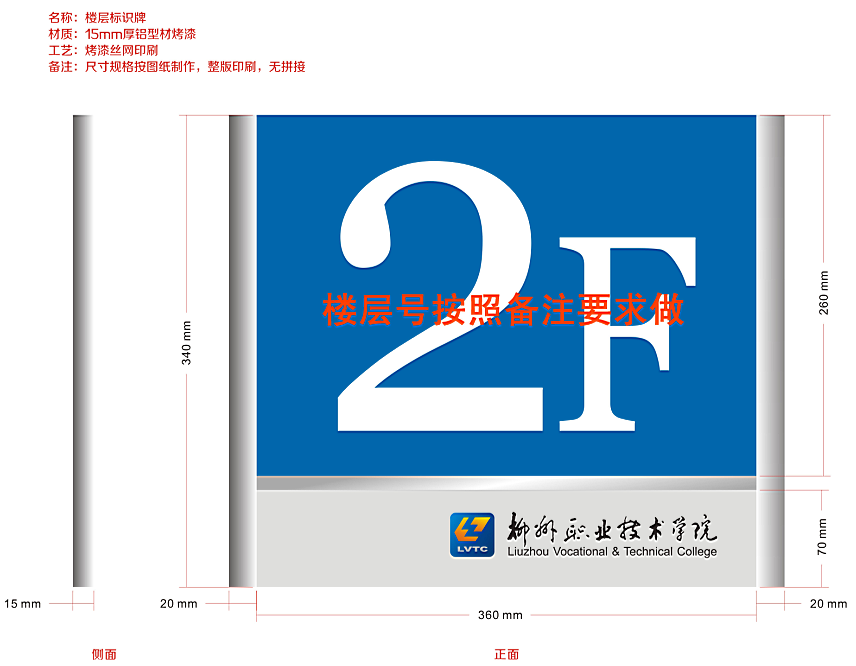 名称：楼层标识牌
材质：15mm厚铝型材烤漆
工艺：烤漆丝网印刷
备注：尺寸规格按图纸制作，整版印刷，无拼接
2F
楼层号按照备注要求做
260 mm
340 mm
柳州职业技术学院
LVTC
Liuzhou Vocational & Technical College
70 mm
15 mm
20 mm
20 mm
360 mm
侧面
正面